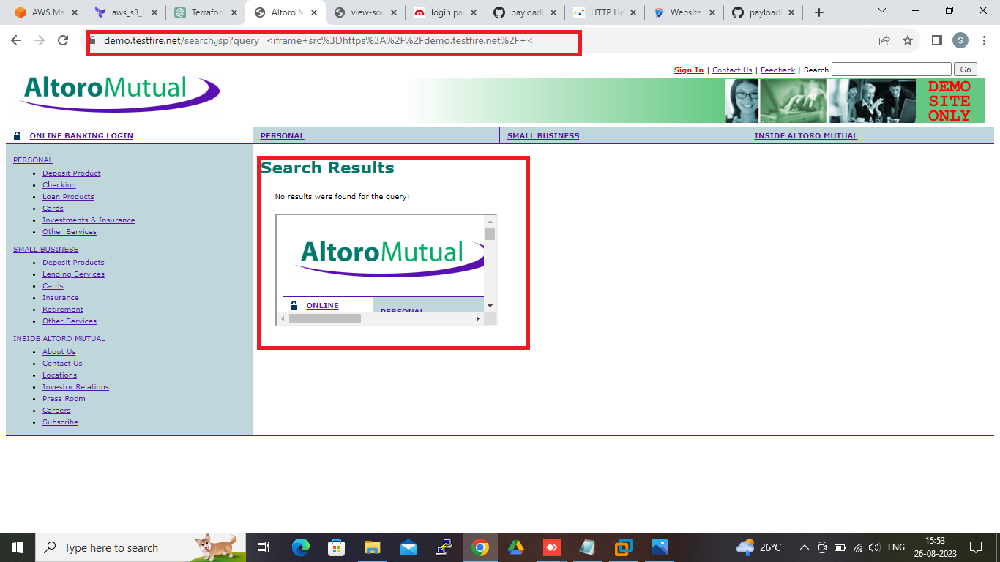 AWS Ma
aws_s3_b
Terraform
Altoro M
view-sou
login pa
payload
HTTP He
Website
payload
demo.testfire.net/search.jsp?query=<iframe+src%3Dhttps%3A%2F%2Fdemo.testfire.net%2F+<
S
Sign In | Contact Us | Feedback | Search
Go
AltoroMutual
DEMO
SITE
ONLY
ONLINE BANKING LOGIN
PERSONAL
SMALL BUSINESS
INSIDE ALTORO MUTUAL
PERSONAL
Deposit Product
Checking
Loan Products
Cards
Investments & Insurance
Other Services
SMALL BUSINESS
Deposit Products
Lending Services
Cards
Insurance
Retirement
Other Services
INSIDE ALTORO MUTUAL
About Us
Contact Us
Locations
Investor Relations
Press Room
Careers
Subscribe
Search Results
No results were found for the query:
AltoroMutual
ONLINE
PERSONAL
Type here to search
26°C
ENG
15:53
26-08-2023